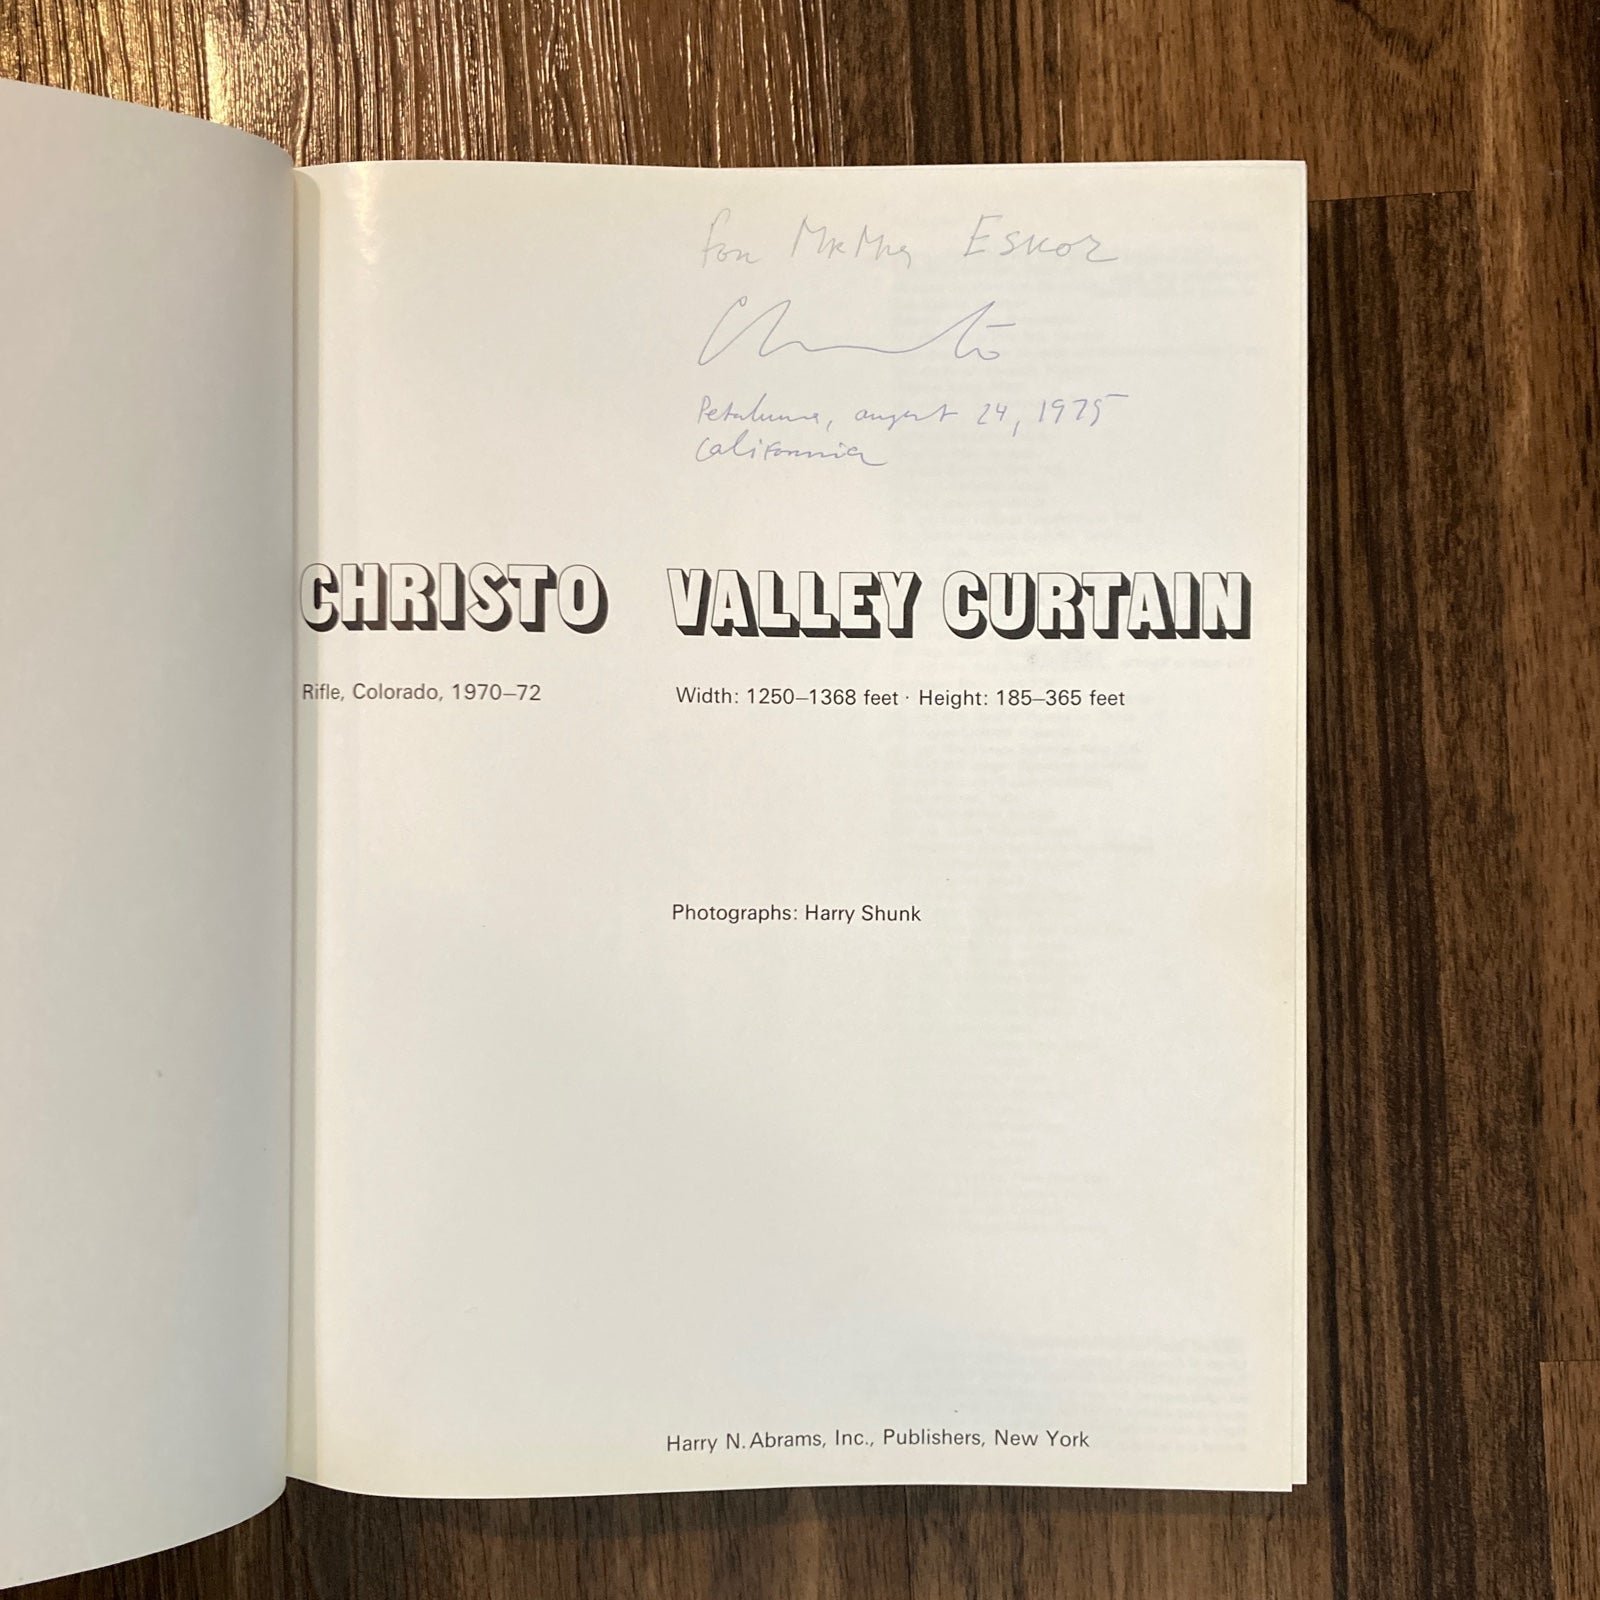 for Mr Mrs Eskoz
Christo
Petaluma, august 24, 1975
California
CHRISTO VALLEY CURTAIN
Rifle, Colorado, 1970–72 Width: 1250–1368 feet · Height: 185–365 feet
Photographs: Harry Shunk
Harry N. Abrams, Inc., Publishers, New York